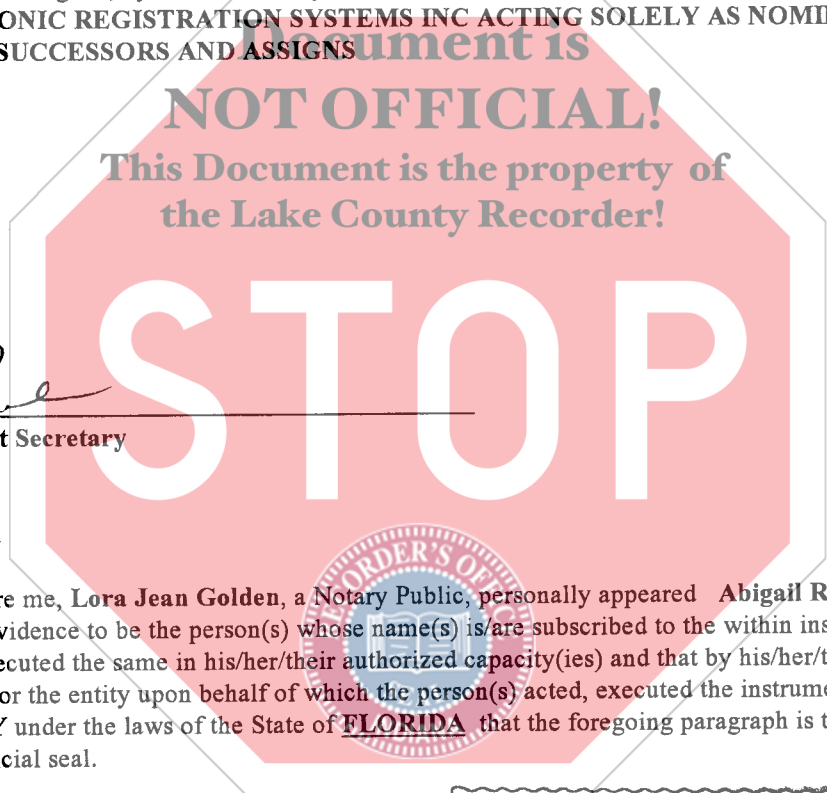 ONIC REGISTRATION SYSTEMS INC ACTING SOLELY AS NOMI
SUCCESSORS AND ASSIGNS
Document is
NOT OFFICIAL!
This Document is the property of
the Lake County Recorder!
STOP
t Secretary
RECORDER'S OFFICE
re me, Lora Jean Golden, a Notary Public, personally appeared Abigail R
vidence to be the person(s) whose name(s) is/are subscribed to the within ins
ecuted the same in his/her/their authorized capacity(ies) and that by his/her/t
or the entity upon behalf of which the person(s) acted, executed the instrume
Y under the laws of the State of FLORIDA that the foregoing paragraph is t
cial seal.